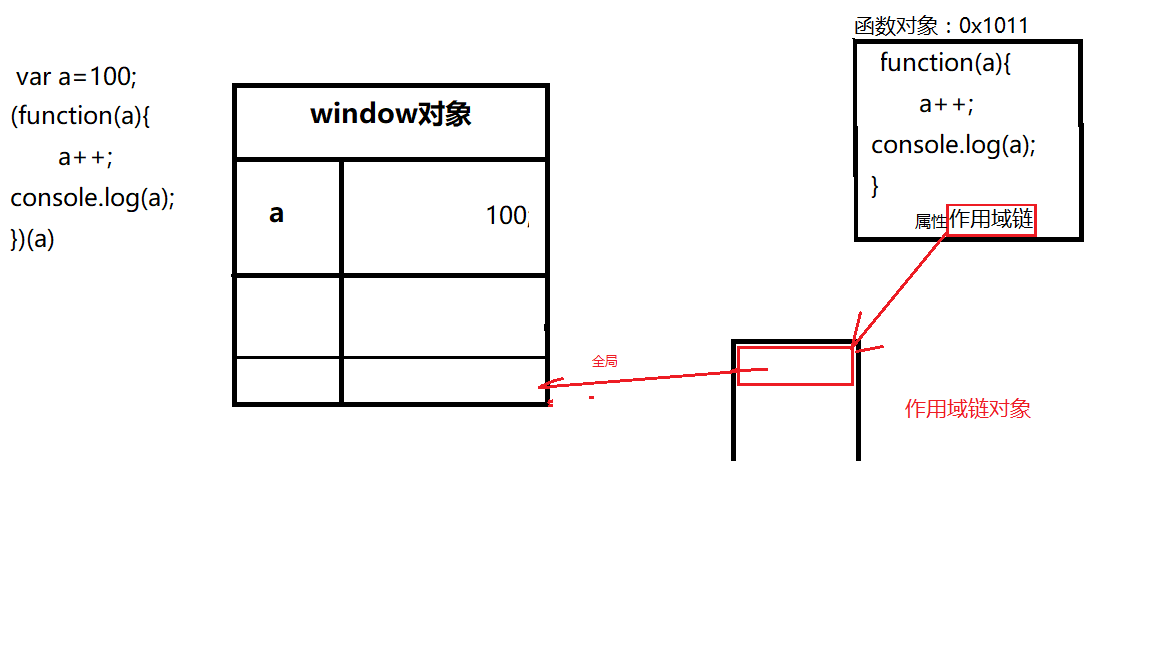 var a=100;
(function(a){
a++;
console.log(a);
})(a)
window对象
a
100;
全局
函数对象：0x1011
function(a){
a++;
console.log(a);
}
属性作用域链
作用域链对象